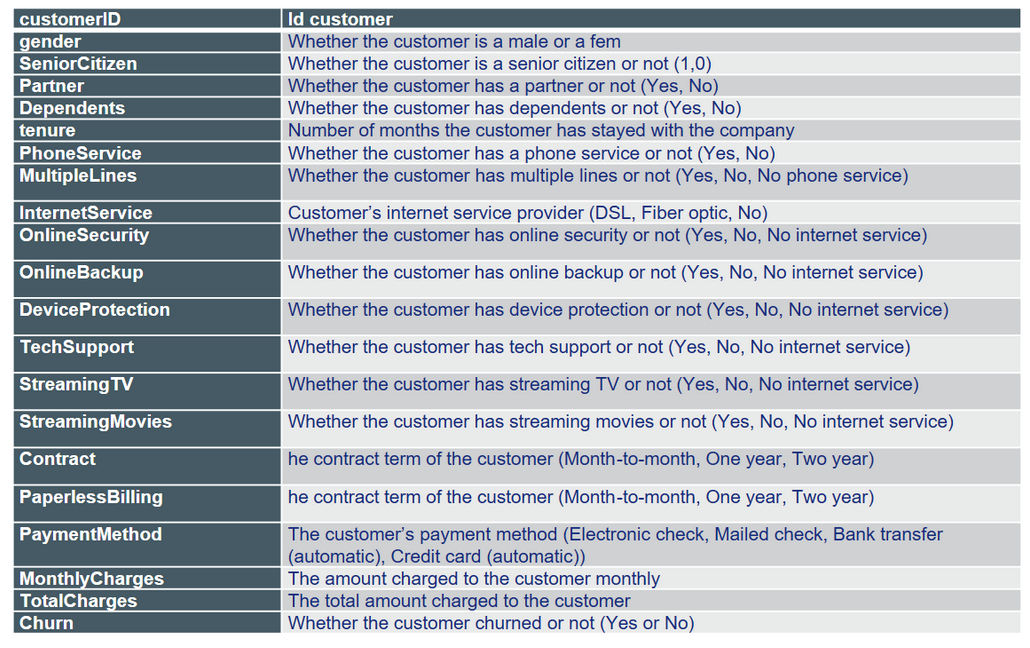 customerID Id customer
gender Whether the customer is a male or a fem
SeniorCitizen Whether the customer is a senior citizen or not (1,0)
Partner Whether the customer has a partner or not (Yes, No)
Dependents Whether the customer has dependents or not (Yes, No)
tenure Number of months the customer has stayed with the company
PhoneService Whether the customer has a phone service or not (Yes, No)
MultipleLines Whether the customer has multiple lines or not (Yes, No, No phone service)
InternetService Customer’s internet service provider (DSL, Fiber optic, No)
OnlineSecurity Whether the customer has online security or not (Yes, No, No internet service)
OnlineBackup Whether the customer has online backup or not (Yes, No, No internet service)
DeviceProtection Whether the customer has device protection or not (Yes, No, No internet service)
TechSupport Whether the customer has tech support or not (Yes, No, No internet service)
StreamingTV Whether the customer has streaming TV or not (Yes, No, No internet service)
StreamingMovies Whether the customer has streaming movies or not (Yes, No, No internet service)
Contract he contract term of the customer (Month-to-month, One year, Two year)
PaperlessBilling he contract term of the customer (Month-to-month, One year, Two year)
PaymentMethod The customer’s payment method (Electronic check, Mailed check, Bank transfer
(automatic), Credit card (automatic))
MonthlyCharges The amount charged to the customer monthly
TotalCharges The total amount charged to the customer
Churn Whether the customer churned or not (Yes or No)